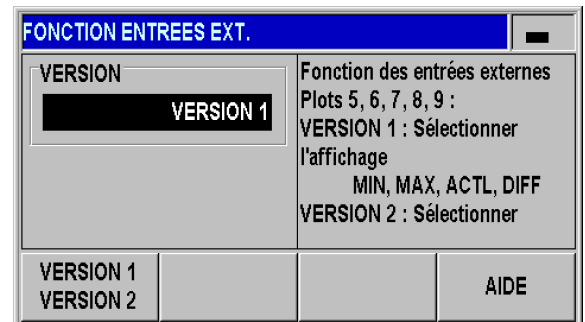 FONCTION ENTREES EXT.
VERSION
VERSION 1
Fonction des entrées externes
Plots 5, 6, 7, 8, 9 :
VERSION 1 : Sélectionner
l'affichage
MIN, MAX, ACTL, DIFF
VERSION 2 : Sélectionner
VERSION 1
VERSION 2
AIDE